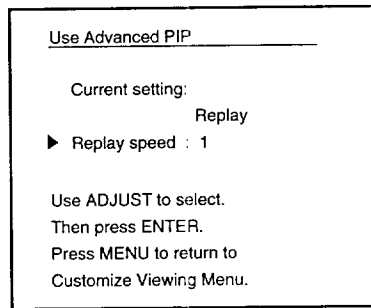 Use Advanced PIP
Current setting:
Replay
▶ Replay speed : 1
Use ADJUST to select.
Then press ENTER.
Press MENU to return to
Customize Viewing Menu.